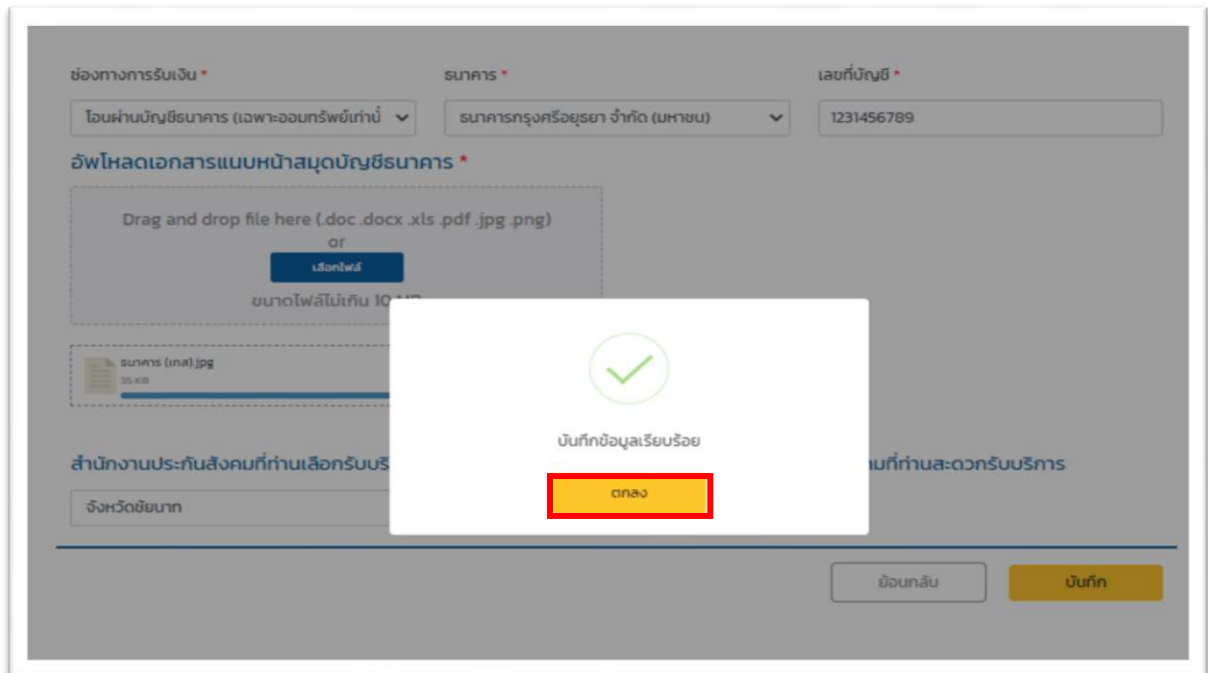 ช่องทางการรับเงิน * ธนาคาร * เลขที่บัญชี *
โอนผ่านบัญชีธนาคาร (เฉพาะออมทรัพย์เท่านั้ ธนาคารกรุงศรีอยุธยา จำกัด (มหาชน) 1231456789
อัพโหลดเอกสารแนบหน้าสมุดบัญชีธนาคาร *
Drag and drop file here (.doc .docx .xls .pdf .jpg .png)
or
เลือกไฟล์
ขนาดไฟล์ไม่เกิน 10 MB
ธนาคาร (เทส).jpg
35 KB
บันทึกข้อมูลเรียบร้อย
สำนักงานประกันสังคมที่ท่านเลือกรับบริ มที่ท่านสะดวกรับบริการ
ตกลง
จังหวัดชัยนาท
ย้อนกลับ บันทึก